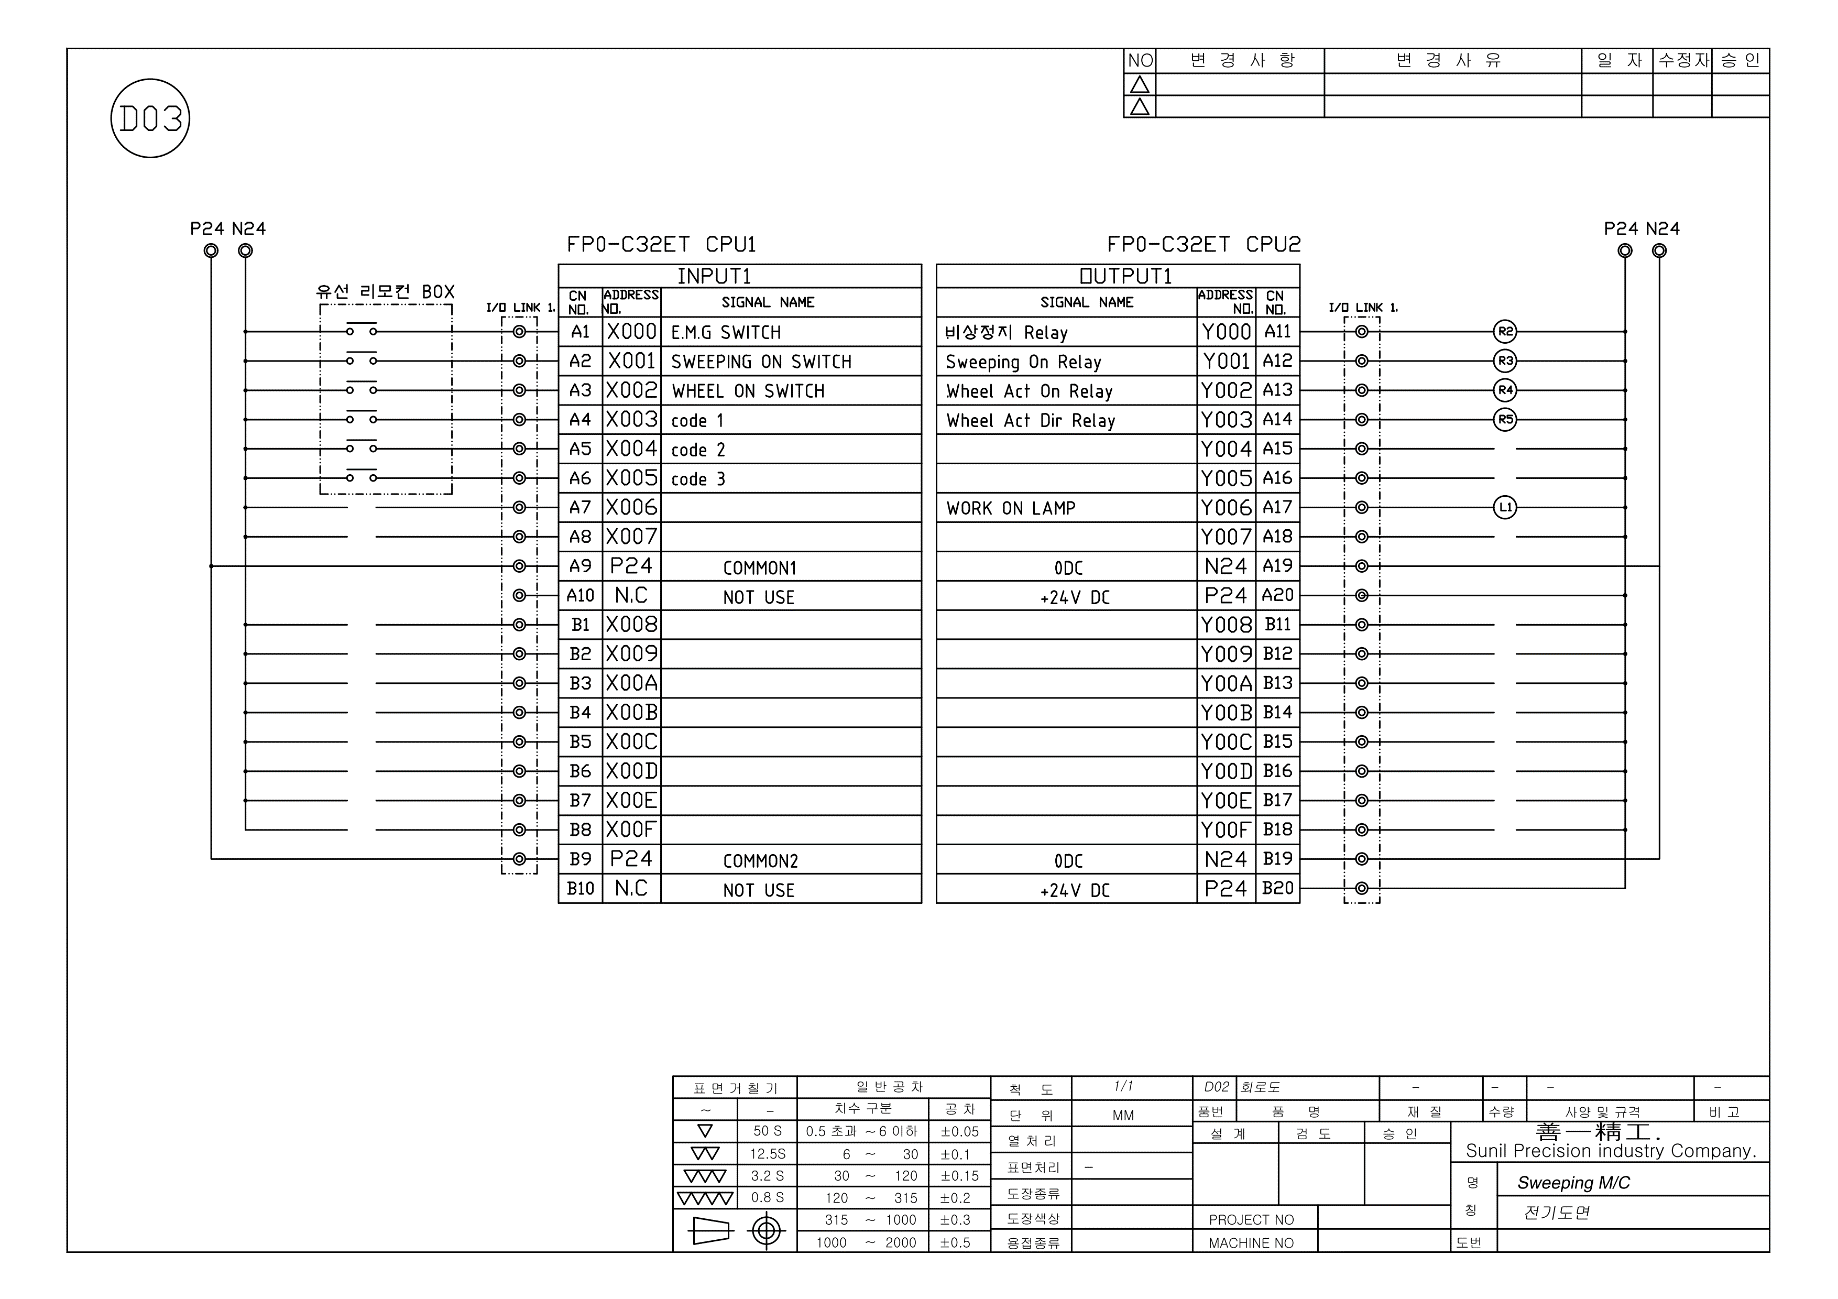 NO 변 경 사 항 변 경 사 유 일 자 수정자 승 인
D03
P24 N24
P24 N24
FP0-C32ET CPU1
FP0-C32ET CPU2
유선 리모컨 BOX
I/O LINK 1.
I/O LINK 1.
INPUT1
CN NO. ADDRESS NO. SIGNAL NAME
A1 X000 E.M.G SWITCH
A2 X001 SWEEPING ON SWITCH
A3 X002 WHEEL ON SWITCH
A4 X003 code 1
A5 X004 code 2
A6 X005 code 3
A7 X006
A8 X007
A9 P24 COMMON1
A10 N.C NOT USE
B1 X008
B2 X009
B3 X00A
B4 X00B
B5 X00C
B6 X00D
B7 X00E
B8 X00F
B9 P24 COMMON2
B10 N.C NOT USE
OUTPUT1
SIGNAL NAME ADDRESS NO. CN NO.
비상정지 Relay Y000 A11 R2
Sweeping On Relay Y001 A12 R3
Wheel Act On Relay Y002 A13 R4
Wheel Act Dir Relay Y003 A14 R5
Y004 A15
Y005 A16
WORK ON LAMP Y006 A17 L1
Y007 A18
0DC N24 A19
+24V DC P24 A20
Y008 B11
Y009 B12
Y00A B13
Y00B B14
Y00C B15
Y00D B16
Y00E B17
Y00F B18
0DC N24 B19
+24V DC P24 B20
표 면 거 칠 기 일 반 공 차
~ - 치수 구분 공 차
50 S 0.5 초과 ~ 6 이하 ±0.05
12.5S 6 ~ 30 ±0.1
3.2 S 30 ~ 120 ±0.15
0.8 S 120 ~ 315 ±0.2
315 ~ 1000 ±0.3
1000 ~ 2000 ±0.5
척 도 1/1
단 위 MM
열 처 리
표면처리 -
도장종류
도장색상
용접종류
D02 회로도 - - - -
품번 품 명 재 질 수량 사양 및 규격 비 고
설 계 검 도 승 인
PROJECT NO
MACHINE NO
善一精工.
Sunil Precision industry Company.
명 칭 Sweeping M/C
전기도면
도번